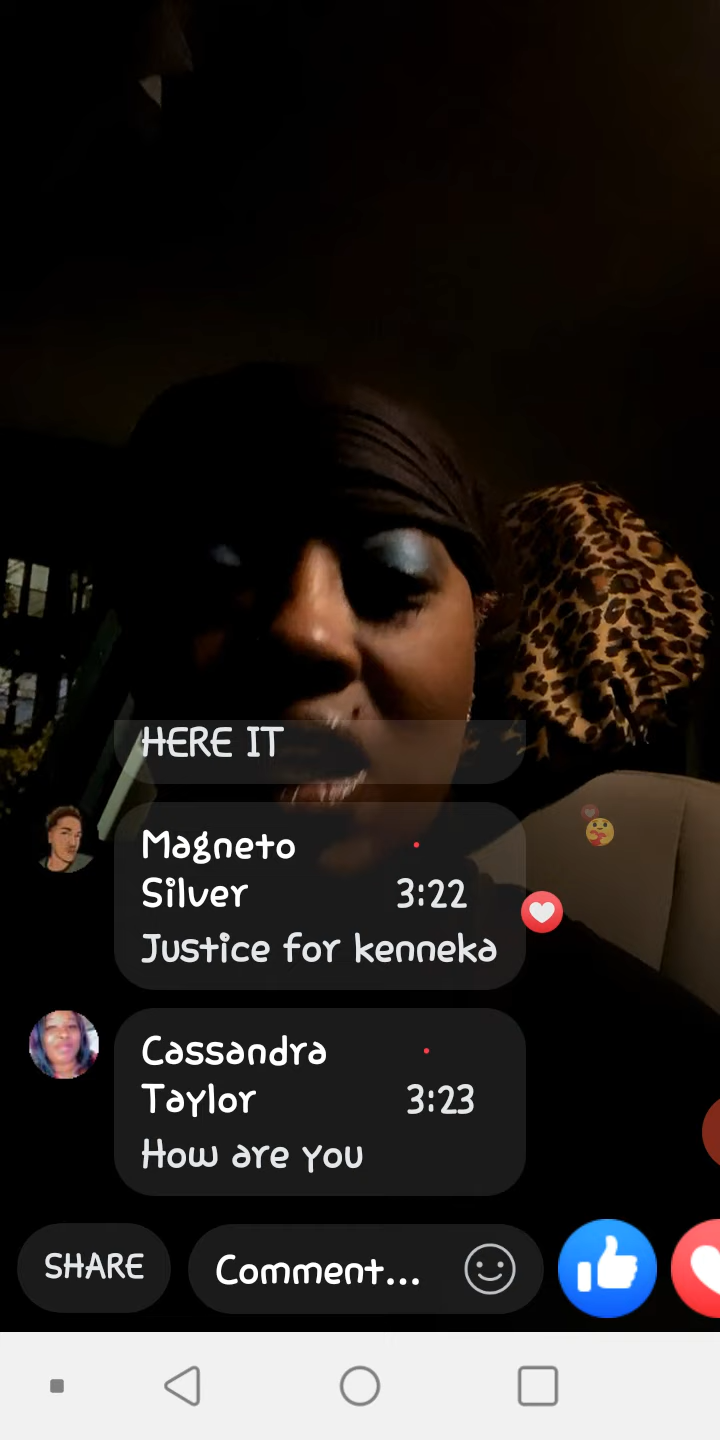 HERE IT
Magneto
Silver 3:22
Justice for kenneka
Cassandra
Taylor 3:23
How are you
SHARE Comment...